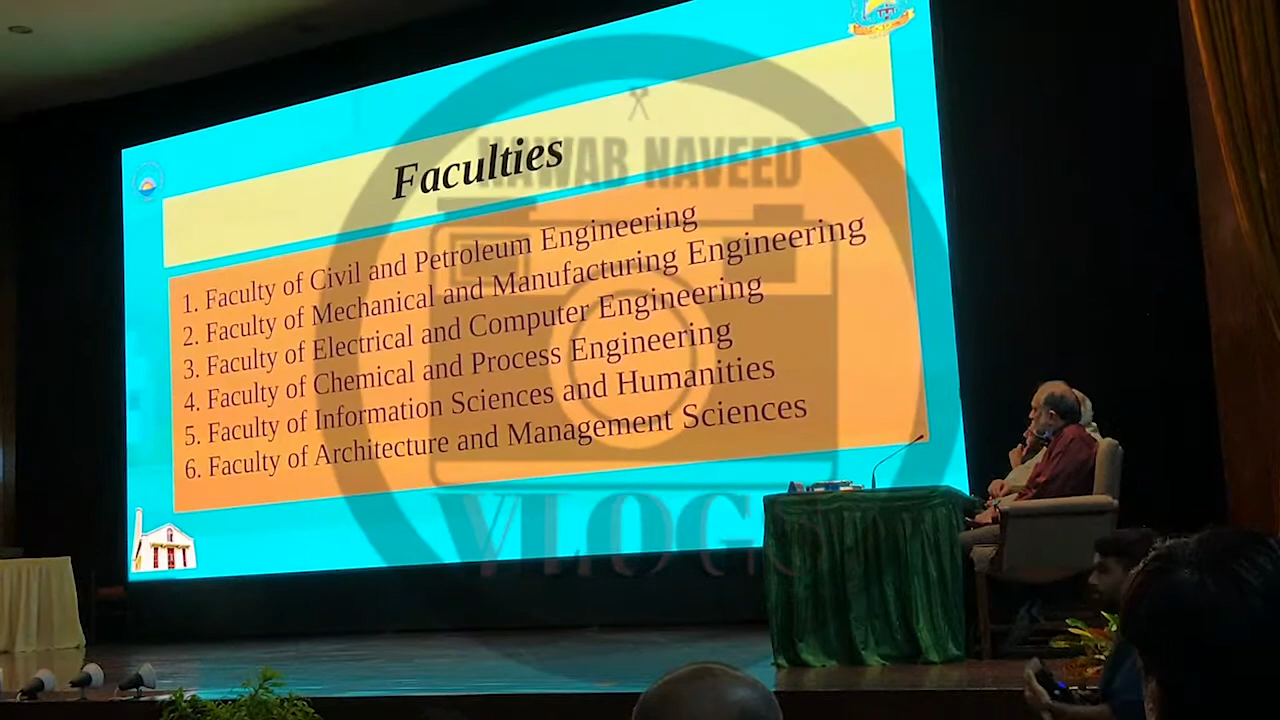 Faculties
NAWAB NAVEED
1. Faculty of Civil and Petroleum Engineering
2. Faculty of Mechanical and Manufacturing Engineering
3. Faculty of Electrical and Computer Engineering
4. Faculty of Chemical and Process Engineering
5. Faculty of Information Sciences and Humanities
6. Faculty of Architecture and Management Sciences
VLOGS